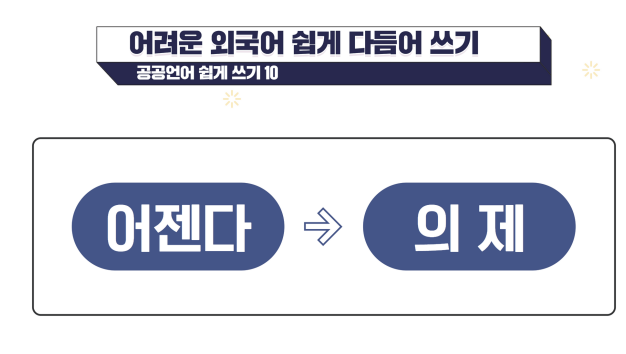 어려운 외국어 쉽게 다듬어 쓰기
공공언어 쉽게 쓰기 10
어젠다 의 제